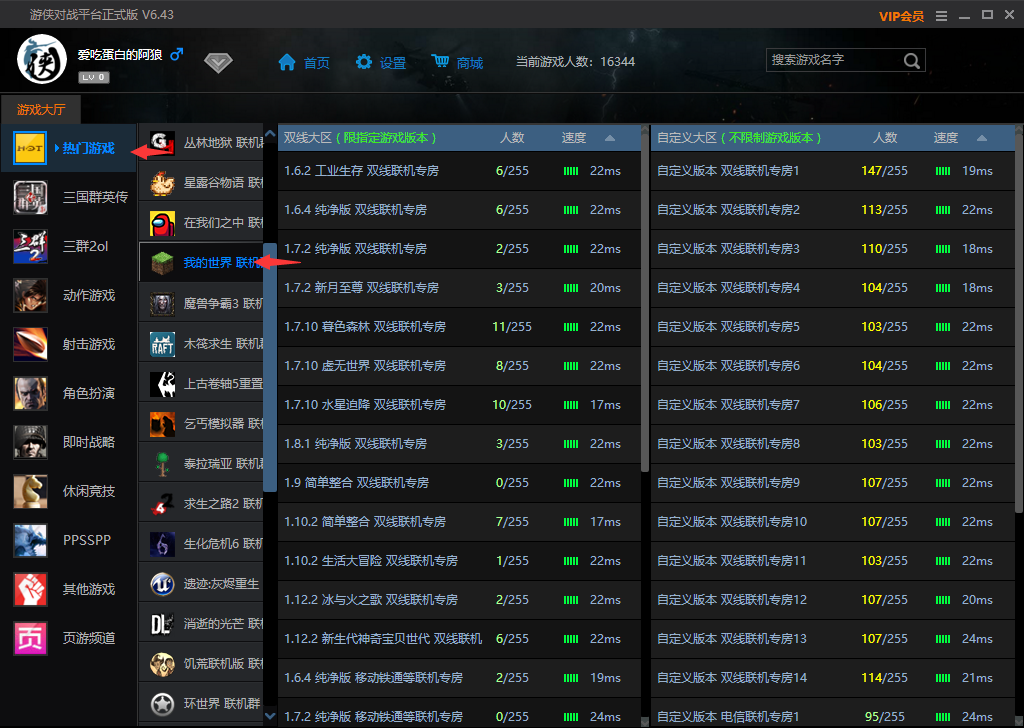 游侠对战平台正式版 V6.43
VIP会员
爱吃蛋白的阿狼
LV 0
首页
设置
商城
当前游戏人数：16344
搜索游戏名字
游戏大厅
HOT
热门游戏
三国群英传
三群2ol
动作游戏
射击游戏
角色扮演
即时战略
休闲竞技
PPSSPP
其他游戏
页
页游频道
丛林地狱 联机
星露谷物语 联
在我们之中 联
我的世界 联机
魔兽争霸3 联机
RAFT
木筏求生 联机
上古卷轴5重置
乞丐模拟器 联
泰拉瑞亚 联机
求生之路2 联机
生化危机6 联机
遗迹:灰烬重生
DL
消逝的光芒 联
饥荒联机版 联
环世界 联机群
双线大区（限指定游戏版本） 人数 速度
1.6.2 工业生存 双线联机专房 6/255 22ms
1.6.4 纯净版 双线联机专房 6/255 22ms
1.7.2 纯净版 双线联机专房 2/255 22ms
1.7.2 新月至尊 双线联机专房 3/255 20ms
1.7.10 暮色森林 双线联机专房 11/255 22ms
1.7.10 虚无世界 双线联机专房 8/255 22ms
1.7.10 水星迫降 双线联机专房 10/255 17ms
1.8.1 纯净版 双线联机专房 3/255 22ms
1.9 简单整合 双线联机专房 0/255 22ms
1.10.2 简单整合 双线联机专房 7/255 17ms
1.10.2 生活大冒险 双线联机专房 1/255 22ms
1.12.2 冰与火之歌 双线联机专房 2/255 22ms
1.12.2 新生代神奇宝贝世代 双线联机 6/255 22ms
1.6.4 纯净版 移动铁通等联机专房 2/255 19ms
1.7.2 纯净版 移动铁通等联机专房 0/255 24ms
自定义大区（不限制游戏版本） 人数 速度
自定义版本 双线联机专房1 147/255 19ms
自定义版本 双线联机专房2 113/255 22ms
自定义版本 双线联机专房3 110/255 18ms
自定义版本 双线联机专房4 104/255 18ms
自定义版本 双线联机专房5 103/255 22ms
自定义版本 双线联机专房6 104/255 22ms
自定义版本 双线联机专房7 106/255 22ms
自定义版本 双线联机专房8 103/255 22ms
自定义版本 双线联机专房9 107/255 22ms
自定义版本 双线联机专房10 107/255 22ms
自定义版本 双线联机专房11 103/255 22ms
自定义版本 双线联机专房12 107/255 20ms
自定义版本 双线联机专房13 107/255 24ms
自定义版本 双线联机专房14 114/255 21ms
自定义版本 电信联机专房1 95/255 24ms